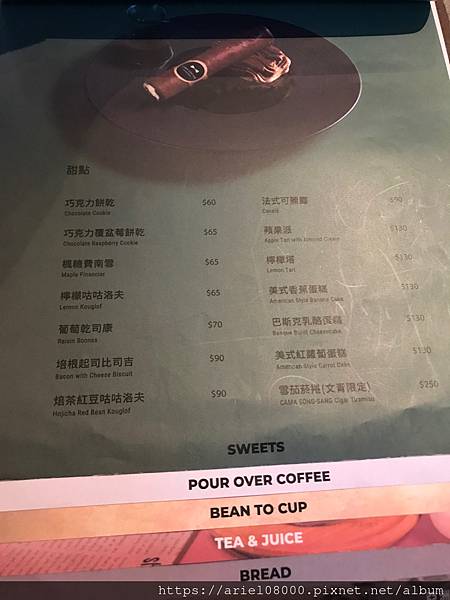 甜點
巧克力餅乾 $60
Chocolate Cookie
巧克力覆盆莓餅乾 $65
Chocolate Raspberry Cookie
楓糖費南雪 $65
Maple Financier
檸檬咕咕洛夫 $65
Lemon Kouglof
葡萄乾司康 $70
Raisin Boones
培根起司比司吉 $90
Bacon with Cheese Biscuit
焙茶紅豆咕咕洛夫 $90
Hojicha Red Bean Kouglof
法式可麗露 $90
Canelé
蘋果派 $130
Apple Tart with Almond Cream
檸檬塔 $130
Lemon Tart
美式香蕉蛋糕 $130
American Style Banana Cake
巴斯克乳酪蛋糕 $130
Basque Burnt Cheesecake
美式紅蘿蔔蛋糕 $130
American-Style Carrot Cake
雪茄菸捲(文青限定) $250
CAMA SONG-SANG Cigar Tiramisu
SWEETS
POUR OVER COFFEE
BEAN TO CUP
TEA & JUICE
BREAD
https://ariel08000.pixnet.net/album